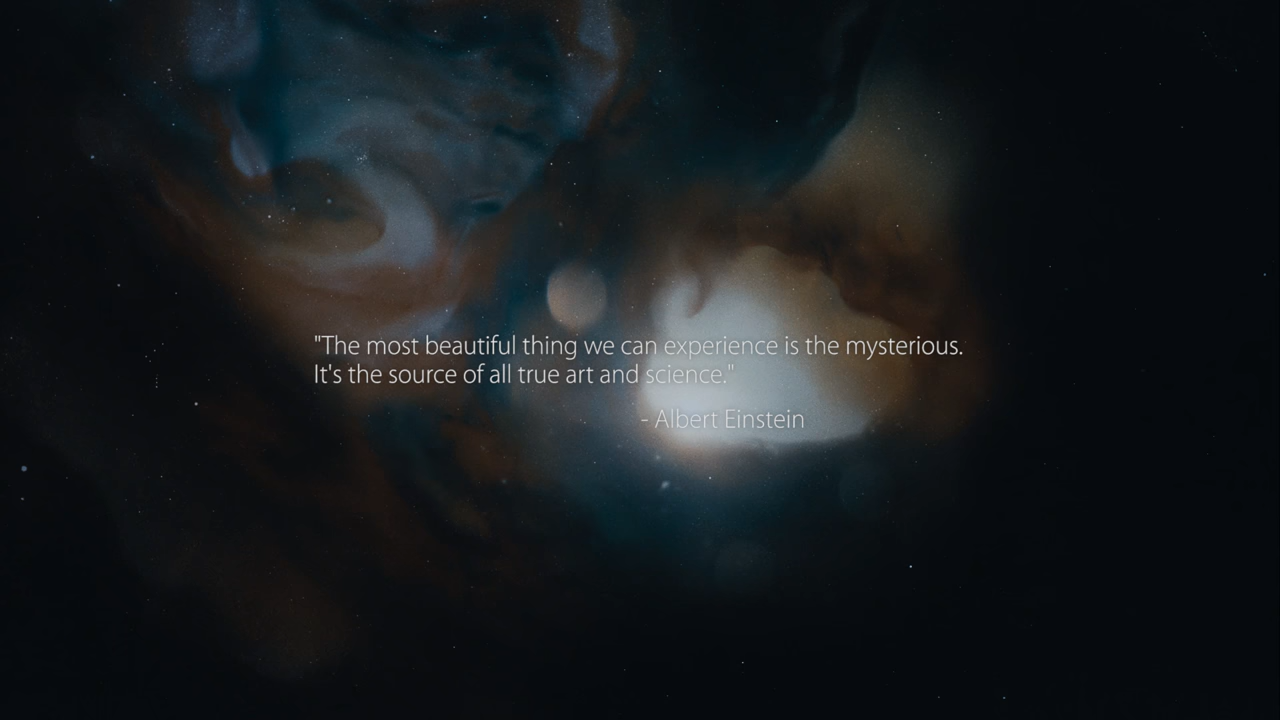 "The most beautiful thing we can experience is the mysterious.
It's the source of all true art and science."
- Albert Einstein